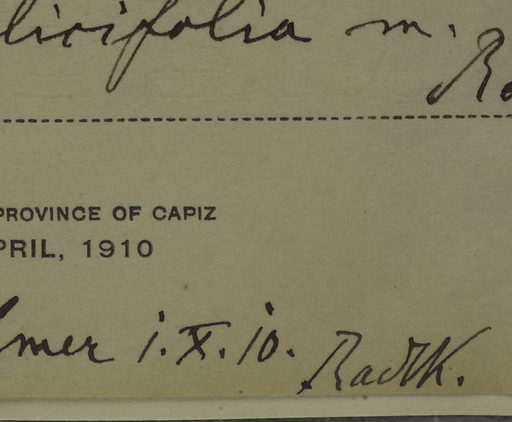 licifolia m.
PROVINCE OF CAPIZ
PRIL, 1910
lmer 1.X.10. Radlk.